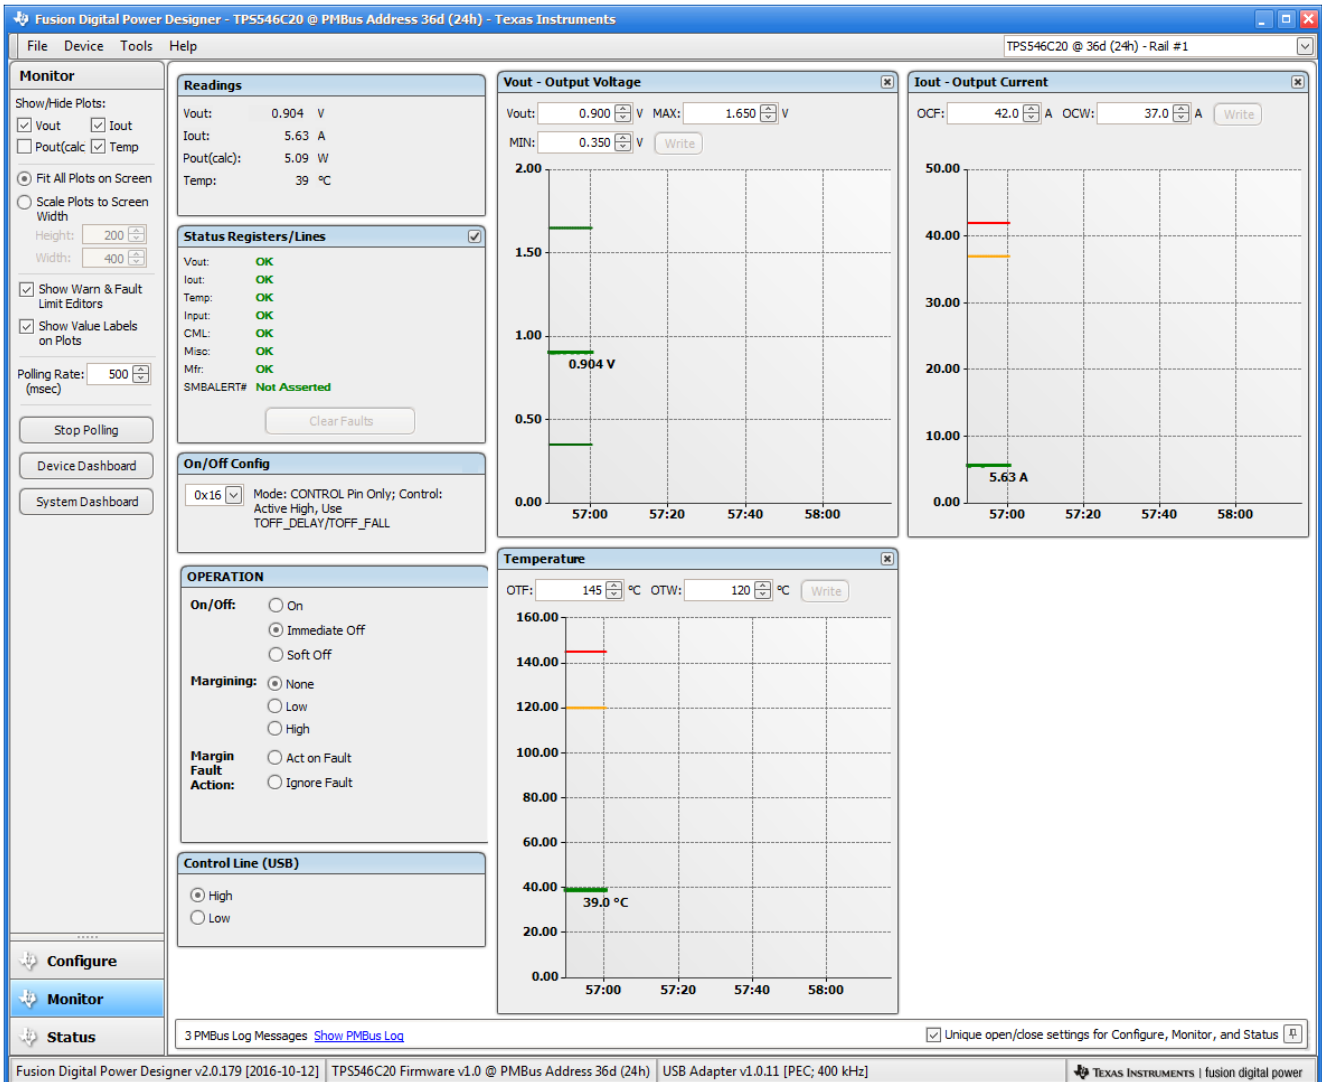 Fusion Digital Power Designer - TPS546C20 @ PMBus Address 36d (24h) - Texas Instruments
File Device Tools Help
TPS546C20 @ 36d (24h) - Rail #1
Monitor
Show/Hide Plots:
Vout Iout
Pout(calc Temp
Fit All Plots on Screen
Scale Plots to Screen
Width
Height: 200
Width: 400
Show Warn & Fault
Limit Editors
Show Value Labels
on Plots
Polling Rate: 500
(msec)
Stop Polling
Device Dashboard
System Dashboard
Configure
Monitor
Status
Readings
Vout: 0.904 V
Iout: 5.63 A
Pout(calc): 5.09 W
Temp: 39 °C
Status Registers/Lines
Vout: OK
Iout: OK
Temp: OK
Input: OK
CML: OK
Misc: OK
Mfr: OK
SMBALERT# Not Asserted
Clear Faults
On/Off Config
0x16 Mode: CONTROL Pin Only; Control:
Active High, Use
TOFF_DELAY/TOFF_FALL
OPERATION
On/Off: On
Immediate Off
Soft Off
Margining: None
Low
High
Margin
Fault
Action:
Act on Fault
Ignore Fault
Control Line (USB)
High
Low
Vout - Output Voltage
Vout: 0.900 V MAX: 1.650 V
MIN: 0.350 V Write
2.00
1.50
1.00
0.904 V
0.50
0.00
57:00 57:20 57:40 58:00
Iout - Output Current
OCF: 42.0 A OCW: 37.0 A Write
50.00
40.00
30.00
20.00
10.00
5.63 A
0.00
57:00 57:20 57:40 58:00
Temperature
OTF: 145 °C OTW: 120 °C Write
160.00
140.00
120.00
100.00
80.00
60.00
40.00
39.0 °C
20.00
0.00
57:00 57:20 57:40 58:00
3 PMBus Log Messages Show PMBus Log
Unique open/close settings for Configure, Monitor, and Status
Fusion Digital Power Designer v2.0.179 [2016-10-12] TPS546C20 Firmware v1.0 @ PMBus Address 36d (24h) USB Adapter v1.0.11 [PEC; 400 kHz] TEXAS INSTRUMENTS | fusion digital power